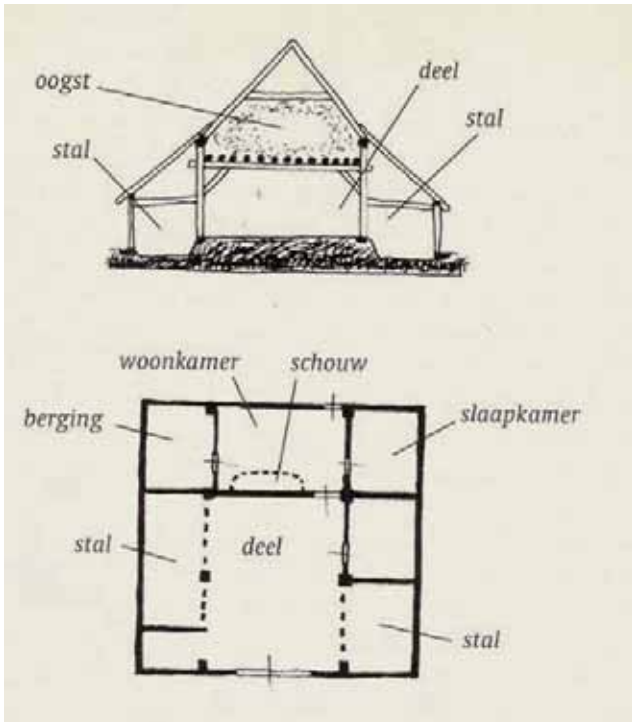 oogst
deel
stal
stal
woonkamer
schouw
berging
slaapkamer
stal
deel
stal